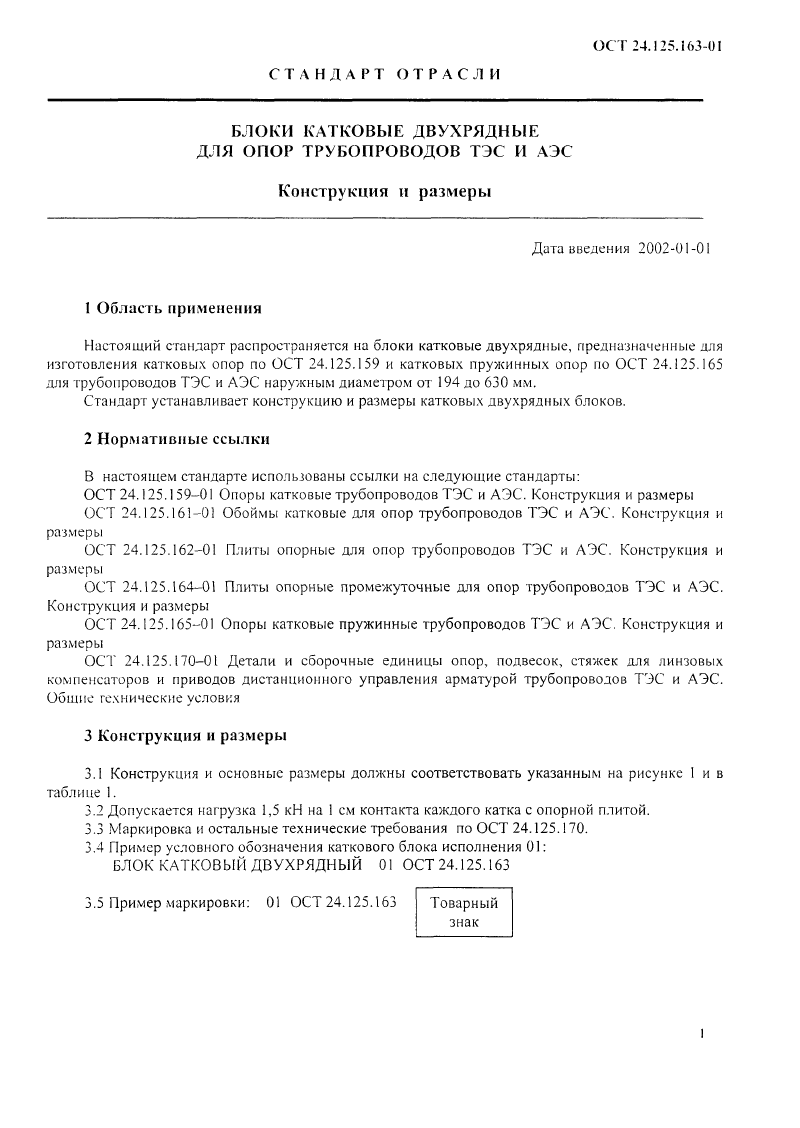 ОСТ 24.125.163-01
СТАНДАРТ ОТРАСЛИ
БЛОКИ КАТКОВЫЕ ДВУХРЯДНЫЕ
ДЛЯ ОПОР ТРУБОПРОВОДОВ ТЭС И АЭС
Конструкция и размеры
Дата введения 2002-01-01
1 Область применения
Настоящий стандарт распространяется на блоки катковые двухрядные, предназначенные для
изготовления катковых опор по ОСТ 24.125.159 и катковых пружинных опор по ОСТ 24.125.165
для трубопроводов ТЭС и АЭС наружным диаметром от 194 до 630 мм.
Стандарт устанавливает конструкцию и размеры катковых двухрядных блоков.
2 Нормативные ссылки
В настоящем стандарте использованы ссылки на следующие стандарты:
ОСТ 24.125.159–01 Опоры катковые трубопроводов ТЭС и АЭС. Конструкция и размеры
ОСТ 24.125.161–01 Обоймы катковые для опор трубопроводов ТЭС и АЭС. Конструкция и
размеры
ОСТ 24.125.162–01 Плиты опорные для опор трубопроводов ТЭС и АЭС. Конструкция и
размеры
ОСТ 24.125.164–01 Плиты опорные промежуточные для опор трубопроводов ТЭС и АЭС.
Конструкция и размеры
ОСТ 24.125.165–01 Опоры катковые пружинные трубопроводов ТЭС и АЭС. Конструкция и
размеры
ОСТ 24.125.170–01 Детали и сборочные единицы опор, подвесок, стяжек для линзовых
компенсаторов и приводов дистанционного управления арматурой трубопроводов ТЭС и АЭС.
Общие технические условия
3 Конструкция и размеры
3.1 Конструкция и основные размеры должны соответствовать указанным на рисунке 1 и в
таблице 1.
3.2 Допускается нагрузка 1,5 кН на 1 см контакта каждого катка с опорной плитой.
3.3 Маркировка и остальные технические требования по ОСТ 24.125.170.
3.4 Пример условного обозначения каткового блока исполнения 01:
БЛОК КАТКОВЫЙ ДВУХРЯДНЫЙ 01 ОСТ 24.125.163
3.5 Пример маркировки: 01 ОСТ 24.125.163
Товарный
знак
1